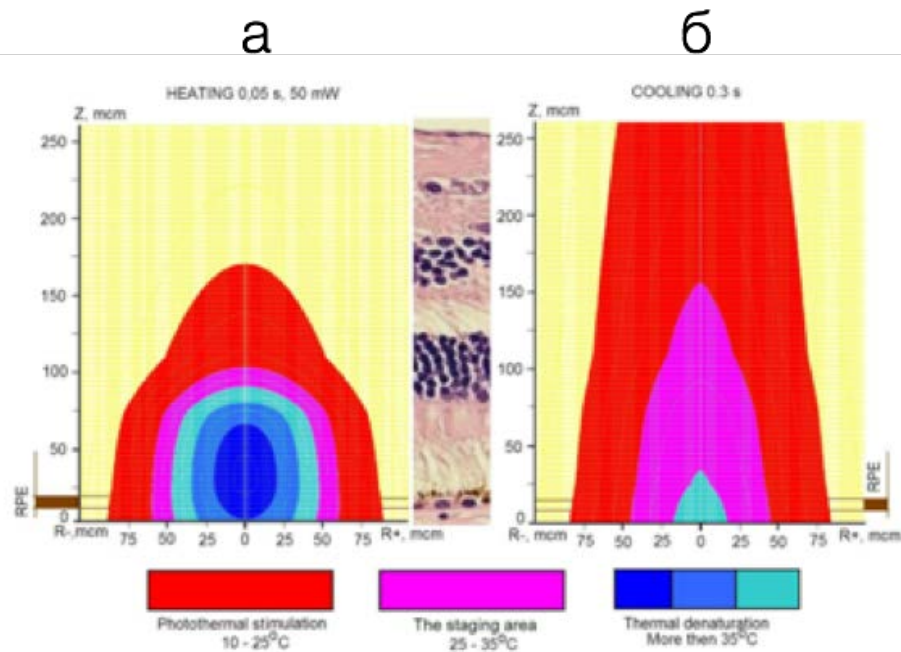 а
б
HEATING 0,05 s, 50 mW
COOLING 0.3 s
Z, mcm
250
200
150
100
50
0
RPE
R-,mcm 75 50 25 0 25 50 75 R+, mcm
Z, mcm
250
200
150
100
50
0
RPE
R-, mcm 75 50 25 0 25 50 75 R+, mcm
Photothermal stimulation
10 - 25°C
The staging area
25 - 35°C
Thermal denaturation
More then 35°C